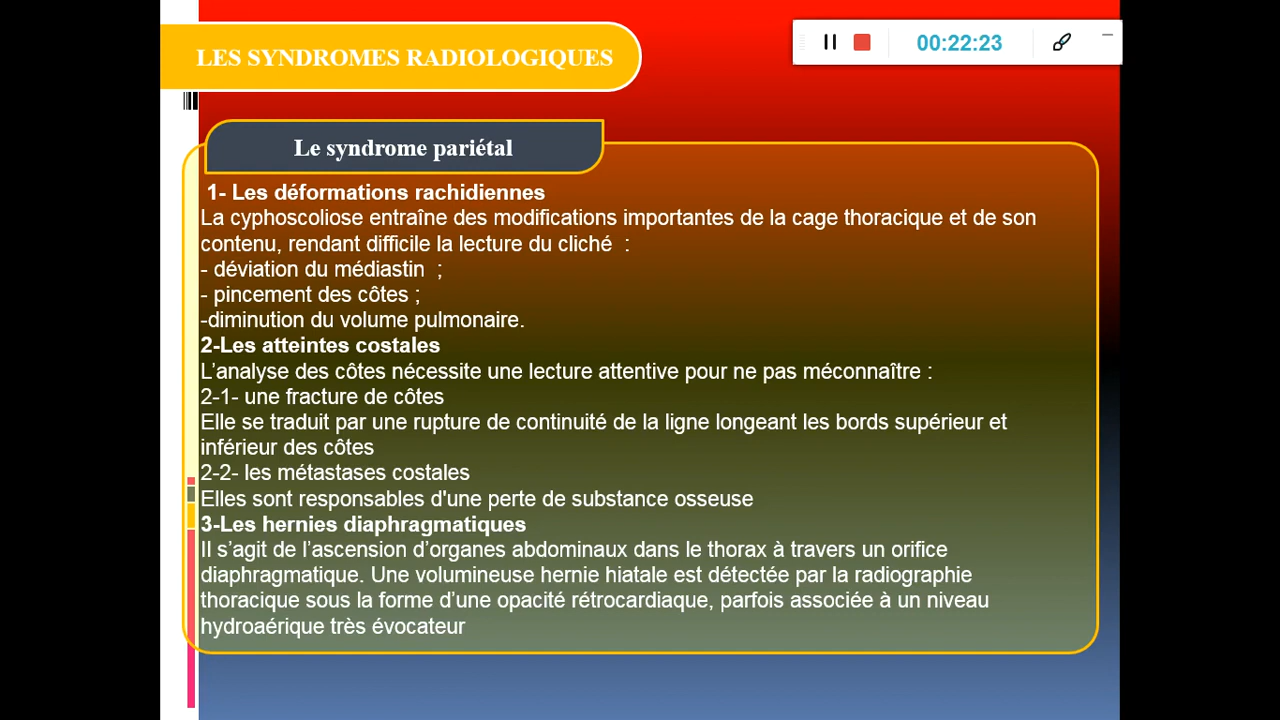 LES SYNDROMES RADIOLOGIQUES
00:22:23
Le syndrome pariétal
1- Les déformations rachidiennes
La cyphoscoliose entraîne des modifications importantes de la cage thoracique et de son
contenu, rendant difficile la lecture du cliché  :
- déviation du médiastin  ;
- pincement des côtes ;
-diminution du volume pulmonaire.
2-Les atteintes costales
L’analyse des côtes nécessite une lecture attentive pour ne pas méconnaître :
2-1- une fracture de côtes
Elle se traduit par une rupture de continuité de la ligne longeant les bords supérieur et
inférieur des côtes
2-2- les métastases costales
Elles sont responsables d'une perte de substance osseuse
3-Les hernies diaphragmatiques
Il s’agit de l’ascension d’organes abdominaux dans le thorax à travers un orifice
diaphragmatique. Une volumineuse hernie hiatale est détectée par la radiographie
thoracique sous la forme d’une opacité rétrocardiaque, parfois associée à un niveau
hydroaérique très évocateur